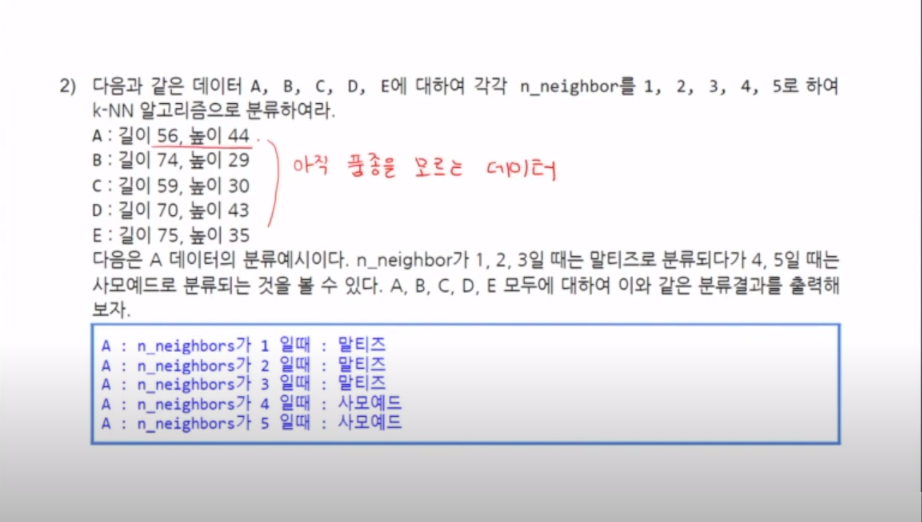 2) 다음과 같은 데이터 A, B, C, D, E에 대하여 각각 n_neighbor를 1, 2, 3, 4, 5로 하여
k-NN 알고리즘으로 분류하여라.
A : 길이 56, 높이 44
B : 길이 74, 높이 29
아직 품종을 모르는 데이터
C : 길이 59, 높이 30
D : 길이 70, 높이 43
E : 길이 75, 높이 35
다음은 A 데이터의 분류예시이다. n_neighbor가 1, 2, 3일 때는 말티즈로 분류되다가 4, 5일 때는
사모예드로 분류되는 것을 볼 수 있다. A, B, C, D, E 모두에 대하여 이와 같은 분류결과를 출력해
보자.
A : n_neighbors가 1 일때 : 말티즈
A : n_neighbors가 2 일때 : 말티즈
A : n_neighbors가 3 일때 : 말티즈
A : n_neighbors가 4 일때 : 사모예드
A : n_neighbors가 5 일때 : 사모예드